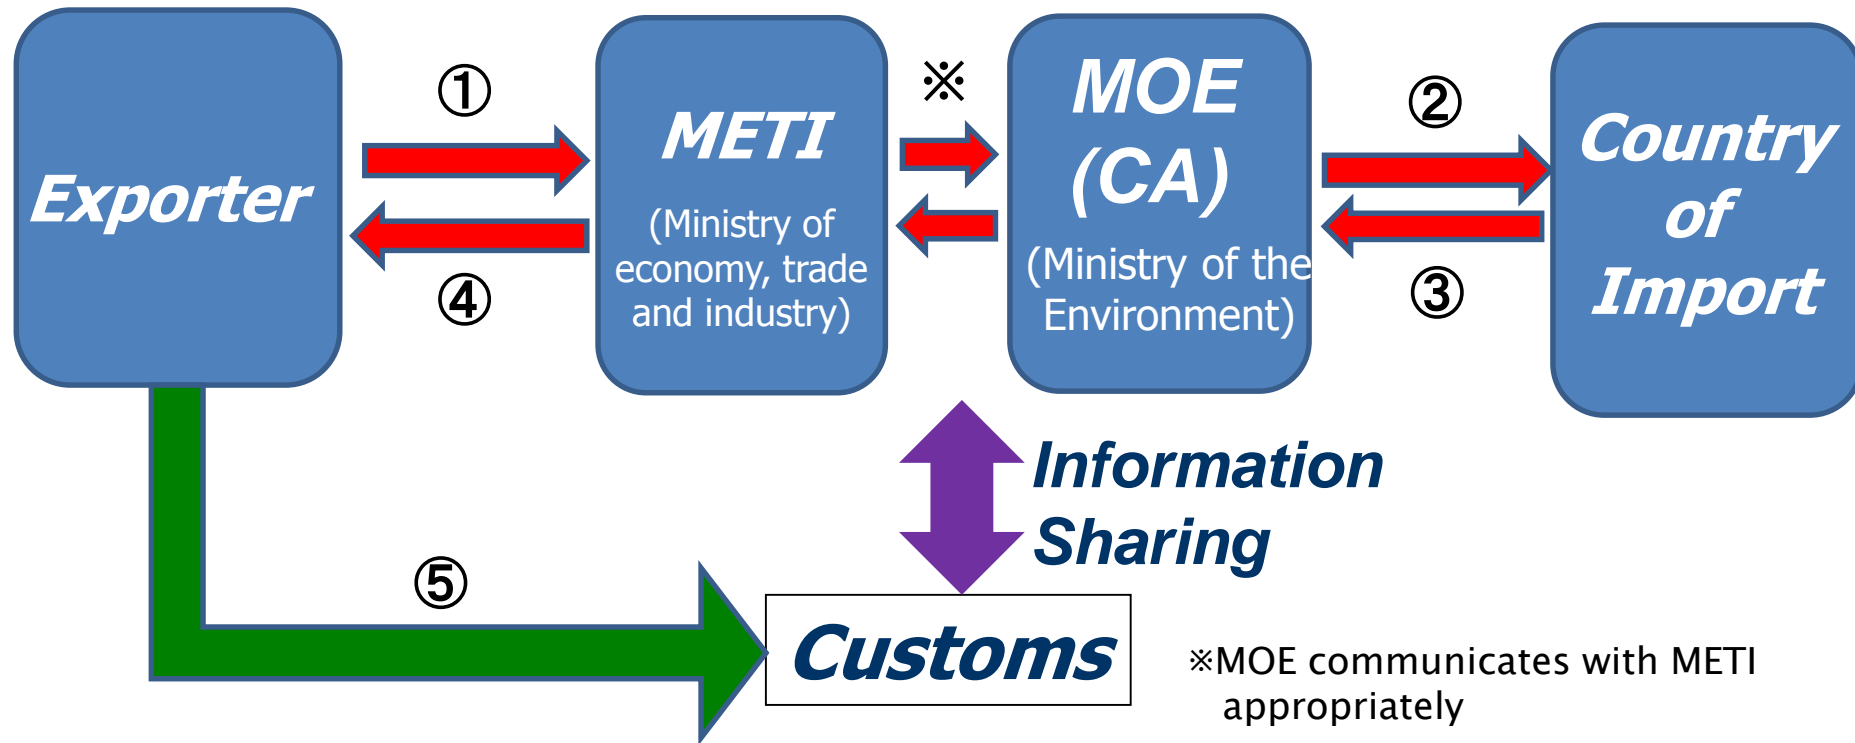 Exporter
①
④
METI
(Ministry of
economy, trade
and industry)
※
MOE
(CA)
(Ministry of the
Environment)
②
③
Country
of
Import
Information
Sharing
⑤
Customs
※MOE communicates with METI
appropriately